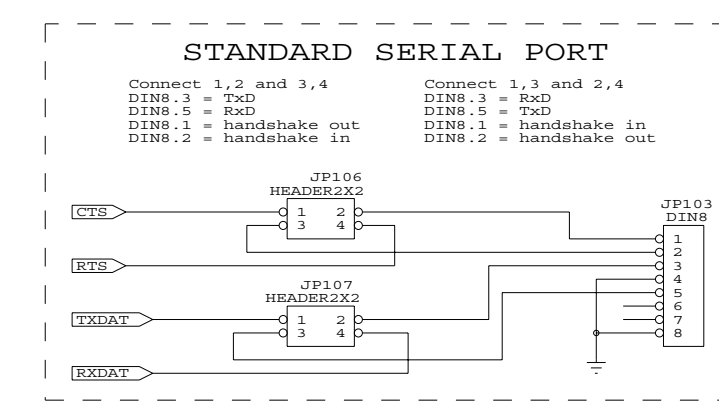 STANDARD SERIAL PORT
Connect 1,2 and 3,4
DIN8.3 = TxD
DIN8.5 = RxD
DIN8.1 = handshake out
DIN8.2 = handshake in
Connect 1,3 and 2,4
DIN8.3 = RxD
DIN8.5 = TxD
DIN8.1 = handshake in
DIN8.2 = handshake out
JP106
HEADER2X2
CTS
1 2
3 4
RTS
JP107
HEADER2X2
TXDAT
1 2
3 4
RXDAT
JP103
DIN8
1
2
3
4
5
6
7
8